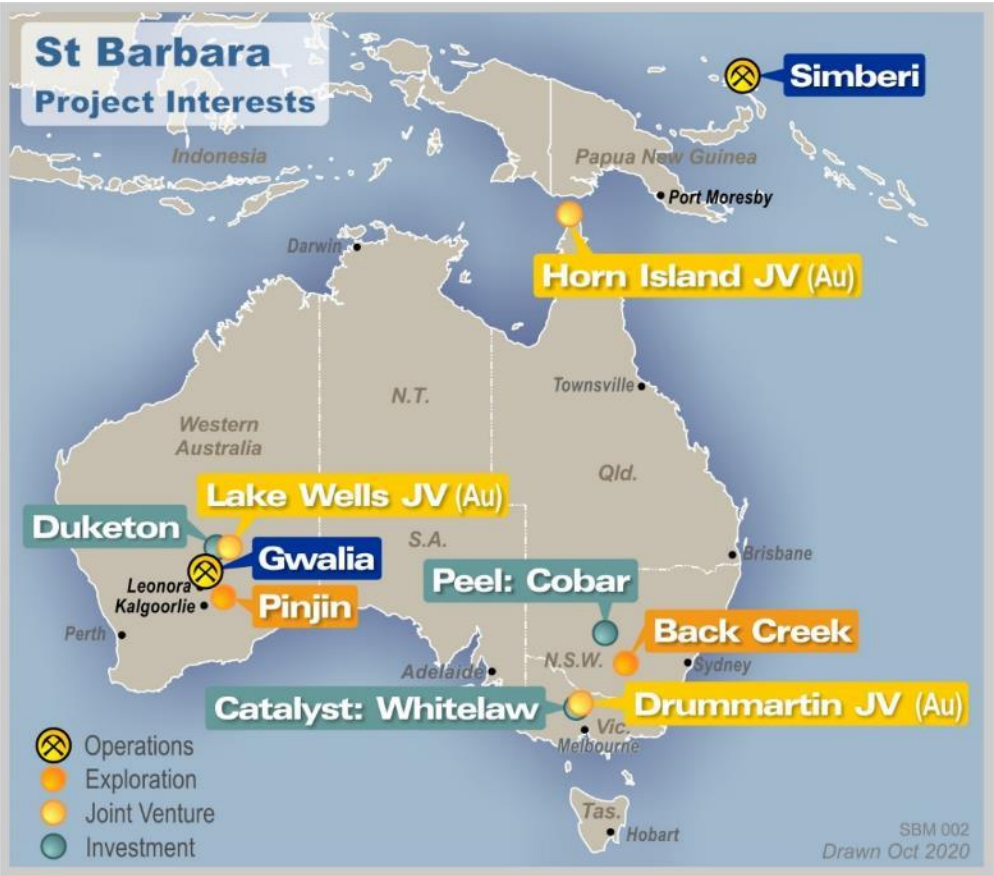 St Barbara
Project Interests
Simberi
Indonesia
Papua New Guinea
Port Moresby
Darwin
Horn Island JV (Au)
Townsville
N.T.
Western
Australia
Qld.
Lake Wells JV (Au)
Duketon
S.A.
Gwalia
Brisbane
Peel: Cobar
Leonora
Kalgoorlie
Pinjin
Back Creek
Perth
N.S.W.
Sydney
Adelaide
Catalyst: Whitelaw
Drummartin JV (Au)
Vic.
Melbourne
Operations
Exploration
Joint Venture
Investment
Tas.
Hobart
SBM 002
Drawn Oct 2020